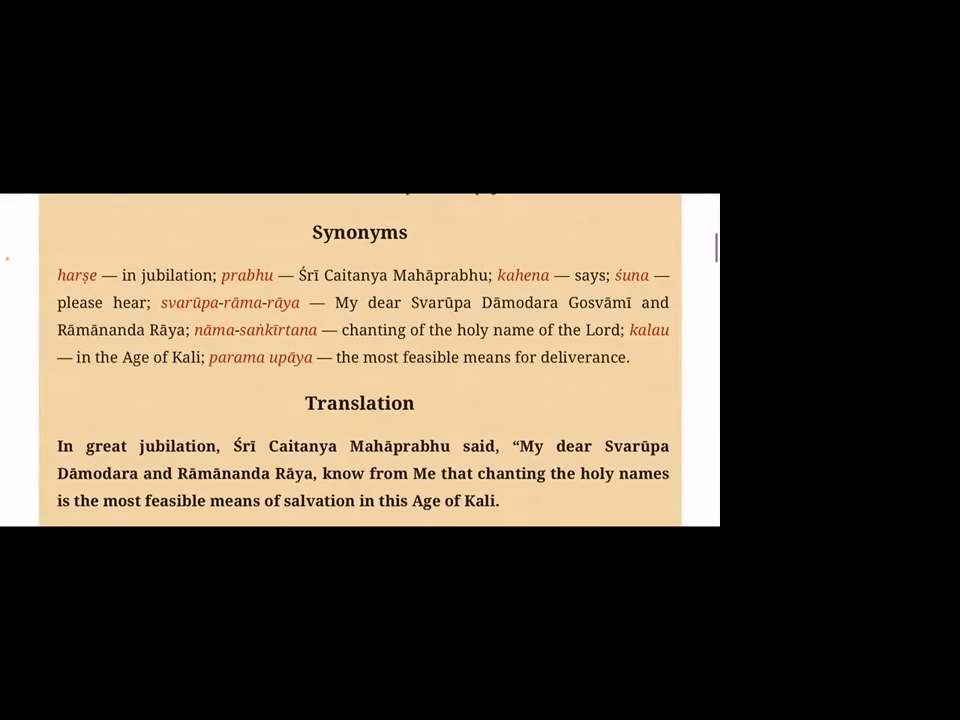 Synonyms
harṣe — in jubilation; prabhu — Śrī Caitanya Mahāprabhu; kahena — says; śuna —
please hear; svarūpa-rāma-rāya — My dear Svarūpa Dāmodara Gosvāmī and
Rāmānanda Rāya; nāma-saṅkīrtana — chanting of the holy name of the Lord; kalau
— in the Age of Kali; parama upāya — the most feasible means for deliverance.
Translation
In great jubilation, Śrī Caitanya Mahāprabhu said, “My dear Svarūpa
Dāmodara and Rāmānanda Rāya, know from Me that chanting the holy names
is the most feasible means of salvation in this Age of Kali.